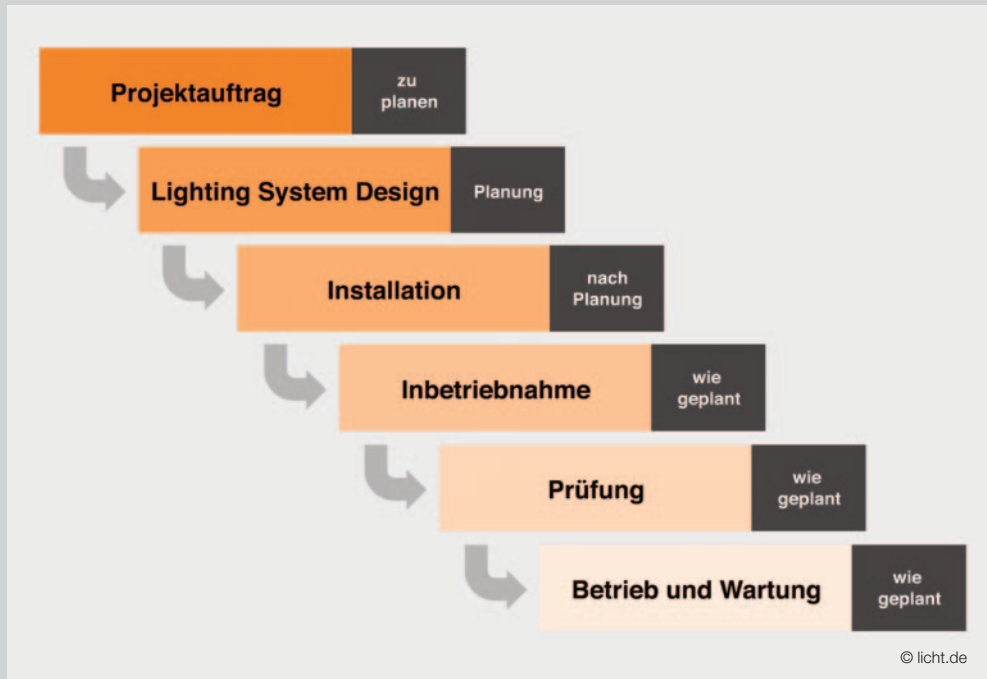 Projektauftrag
zu
planen
Lighting System Design
Planung
Installation
nach
Planung
Inbetriebnahme
wie
geplant
Prüfung
wie
geplant
Betrieb und Wartung
wie
geplant
© licht.de